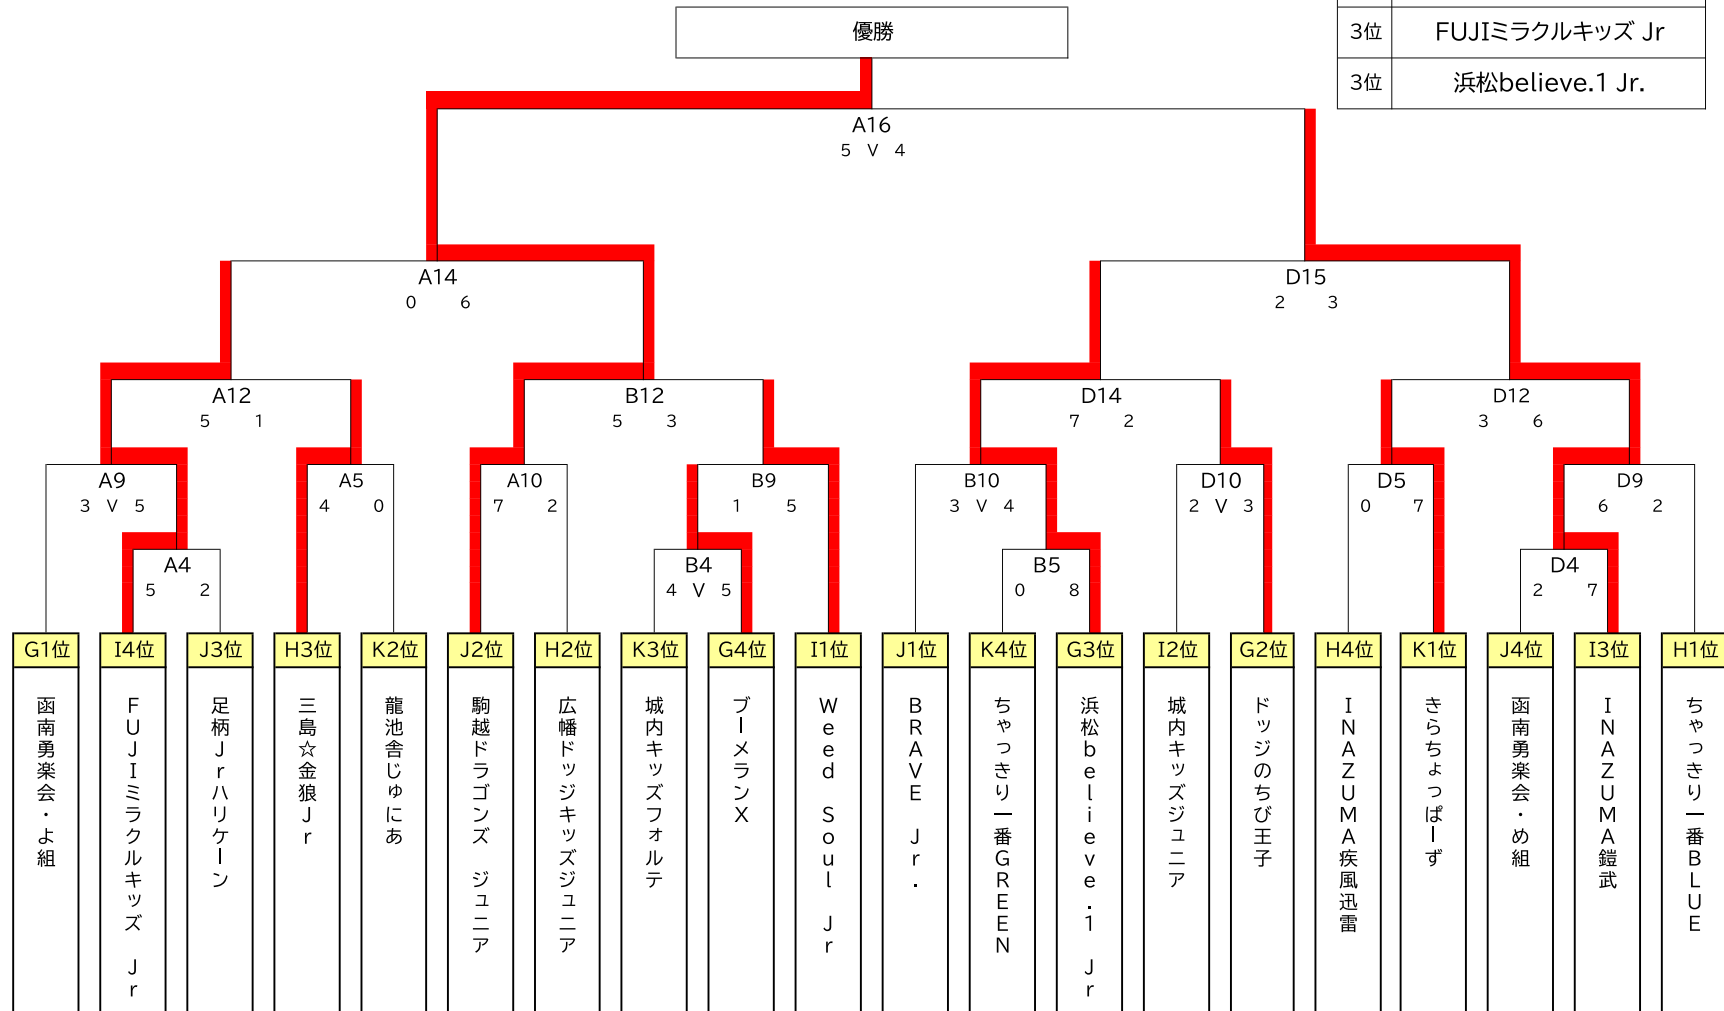 優勝
3位 FUJIミラクルキッズ Jr
3位 浜松believe.1 Jr.
A16
5 V 4
A14
0 6
D15
2 3
A12
5 1
B12
5 3
D14
7 2
D12
3 6
A9
3 V 5
A5
4 0
A10
7 2
B9
1 5
B10
3 V 4
D10
2 V 3
D5
0 7
D9
6 2
A4
5 2
B4
4 V 5
B5
0 8
D4
2 7
G1位
函南勇楽会・よ組
I4位
FUJIミラクルキッズ Jr
J3位
足柄Jrハリケーン
H3位
三島☆金狼Jr
K2位
龍池舎じゅにあ
J2位
駒越ドラゴンズ ジュニア
H2位
広幡ドッジキッズジュニア
K3位
城内キッズフォルテ
G4位
ブーメランX
I1位
Weed Soul Jr
J1位
BRAVE Jr.
K4位
ちゃっきり一番GREEN
G3位
浜松believe.1 Jr
I2位
城内キッズジュニア
G2位
ドッジのちび王子
H4位
INAZUMA疾風迅雷
K1位
きらちょっぱーず
J4位
函南勇楽会・め組
I3位
INAZUMA鎧武
H1位
ちゃっきり一番BLUE